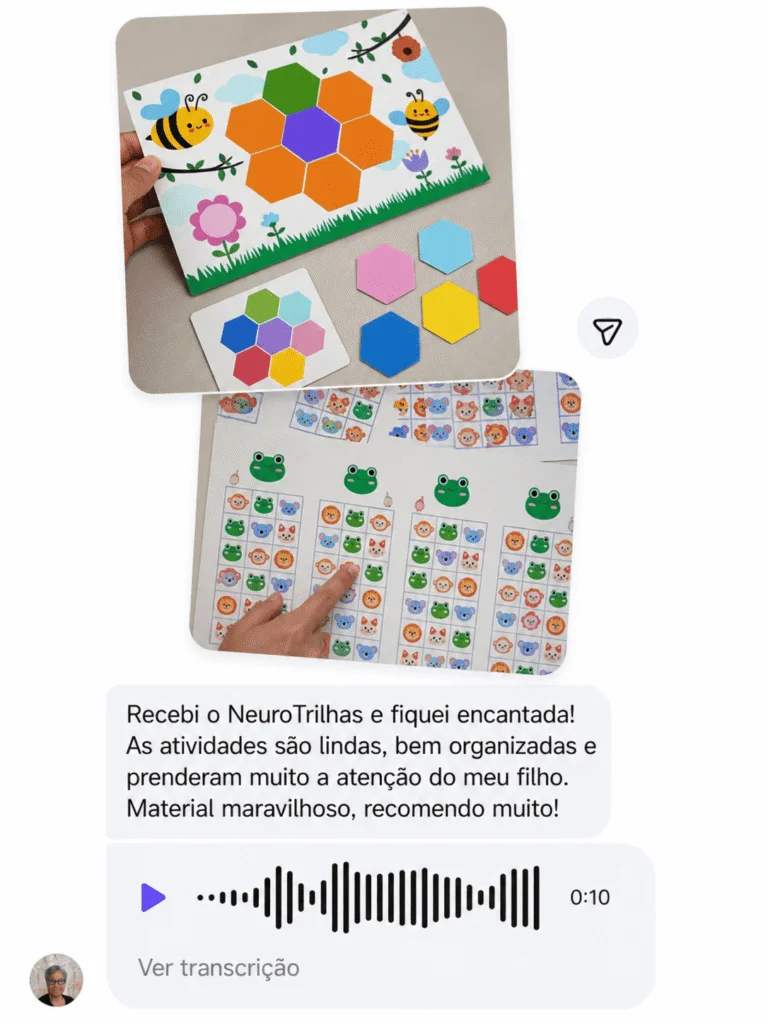 Recebi o NeuroTrilhas e fiquei encantada!
As atividades são lindas, bem organizadas e
prenderam muito a atenção do meu filho.
Material maravilhoso, recomendo muito!
0:10
Ver transcrição